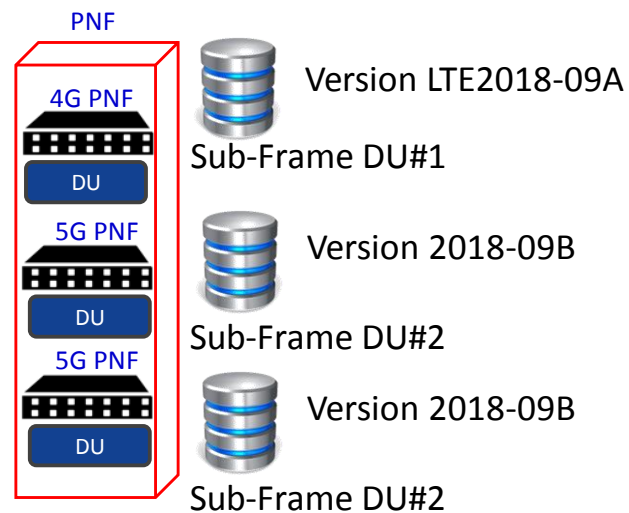 PNF
4G PNF
DU
Version LTE2018-09A
Sub-Frame DU#1
5G PNF
DU
Version 2018-09B
Sub-Frame DU#2
5G PNF
DU
Version 2018-09B
Sub-Frame DU#2